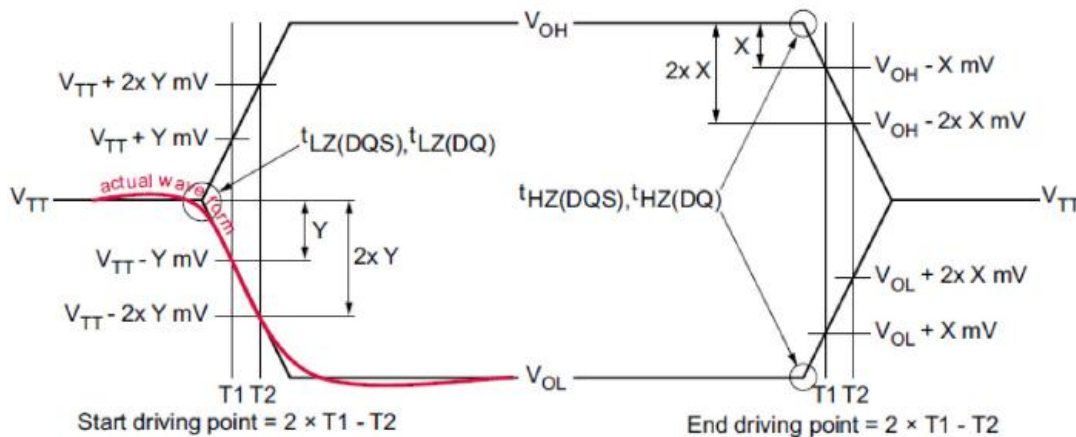 VOH
X
VOH - X mV
2x X
VTT + 2x Y mV
VOH - 2x X mV
VTT + Y mV
tLZ(DQS),tLZ(DQ)
actual wave form
VTT
tHZ(DQS),tHZ(DQ)
VTT
Y
2x Y
VTT - Y mV
VOL + 2x X mV
VTT - 2x Y mV
VOL + X mV
VOL
T1 T2
T1 T2
Start driving point = 2 × T1 - T2
End driving point = 2 × T1 - T2